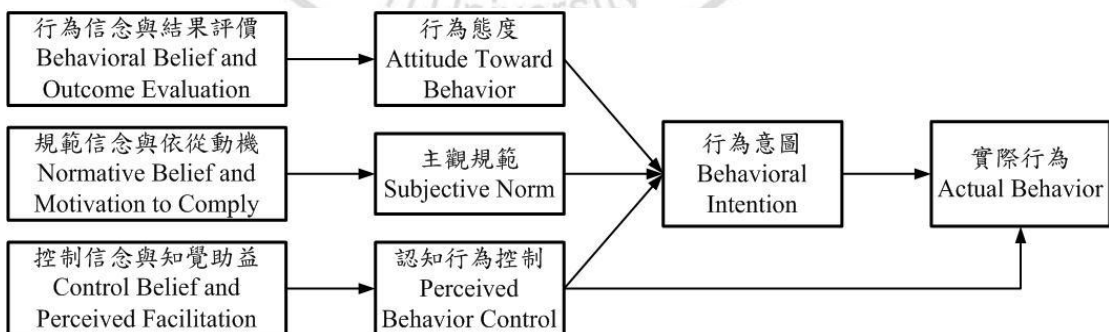 University
行為信念與結果評價
Behavioral Belief and
Outcome Evaluation
行為態度
Attitude Toward
Behavior
規範信念與依從動機
Normative Belief and
Motivation to Comply
主觀規範
Subjective Norm
行為意圖
Behavioral
Intention
實際行為
Actual Behavior
控制信念與知覺助益
Control Belief and
Perceived Facilitation
認知行為控制
Perceived
Behavior Control